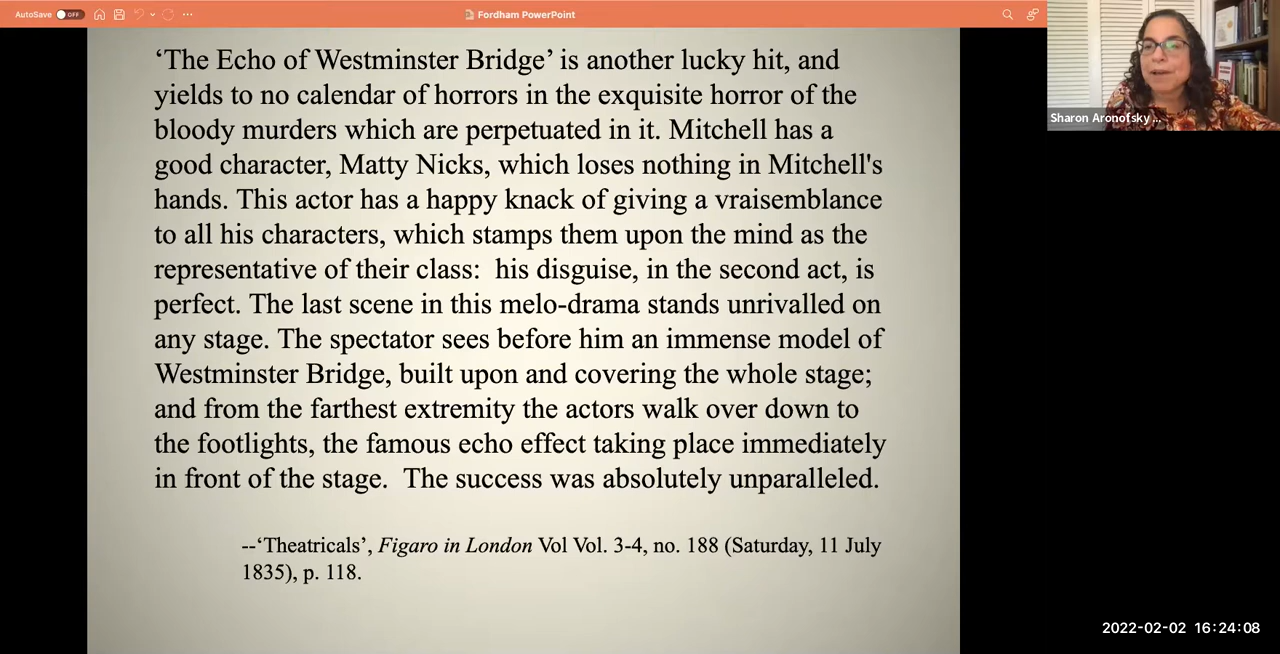 AutoSave OFF
Fordham PowerPoint
Sharon Aronofsky ...
‘The Echo of Westminster Bridge’ is another lucky hit, and
yields to no calendar of horrors in the exquisite horror of the
bloody murders which are perpetuated in it. Mitchell has a
good character, Matty Nicks, which loses nothing in Mitchell's
hands. This actor has a happy knack of giving a vraisemblance
to all his characters, which stamps them upon the mind as the
representative of their class:  his disguise, in the second act, is
perfect. The last scene in this melo-drama stands unrivalled on
any stage. The spectator sees before him an immense model of
Westminster Bridge, built upon and covering the whole stage;
and from the farthest extremity the actors walk over down to
the footlights, the famous echo effect taking place immediately
in front of the stage.  The success was absolutely unparalleled.
--‘Theatricals’, Figaro in London Vol Vol. 3-4, no. 188 (Saturday, 11 July
1835), p. 118.
2022-02-02 16:24:08